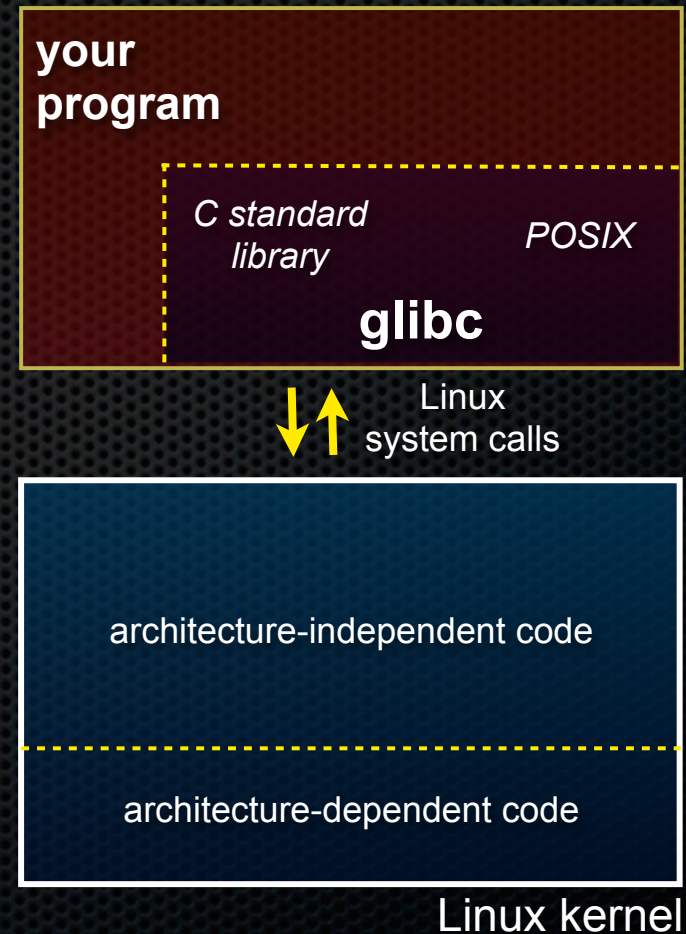 your
program
C standard
library
POSIX
glibc
Linux
system calls
architecture-independent code
architecture-dependent code
Linux kernel